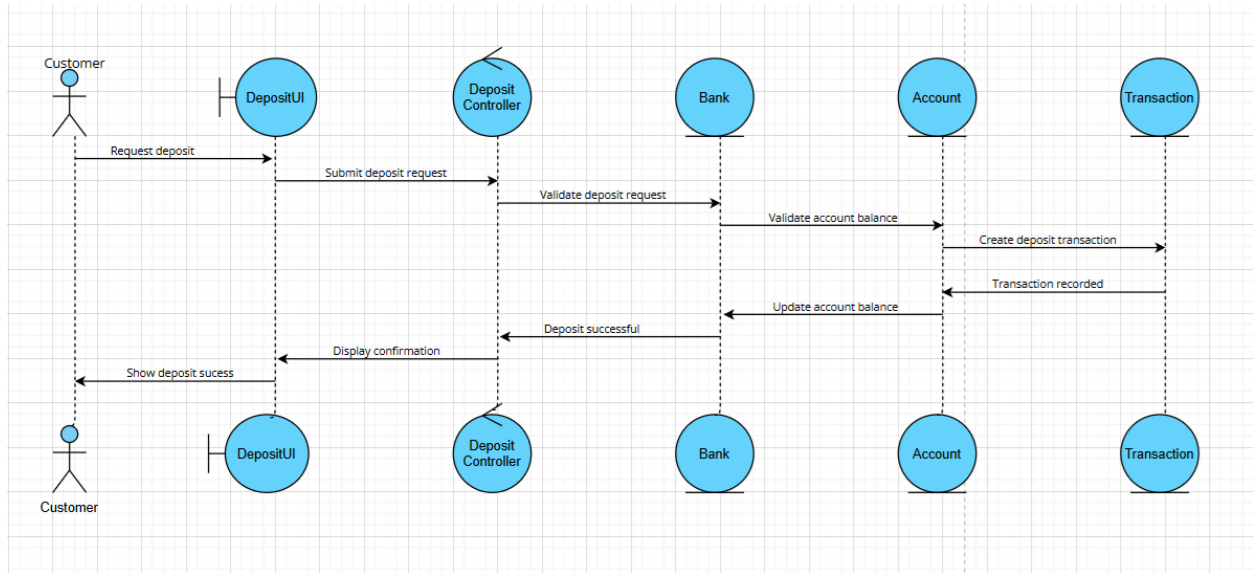 Customer
DepositUI
Deposit
Controller
Bank
Account
Transaction
Request deposit
Submit deposit request
Validate deposit request
Validate account balance
Create deposit transaction
Transaction recorded
Update account balance
Deposit successful
Display confirmation
Show deposit sucess
DepositUI
Deposit
Controller
Bank
Account
Transaction
Customer